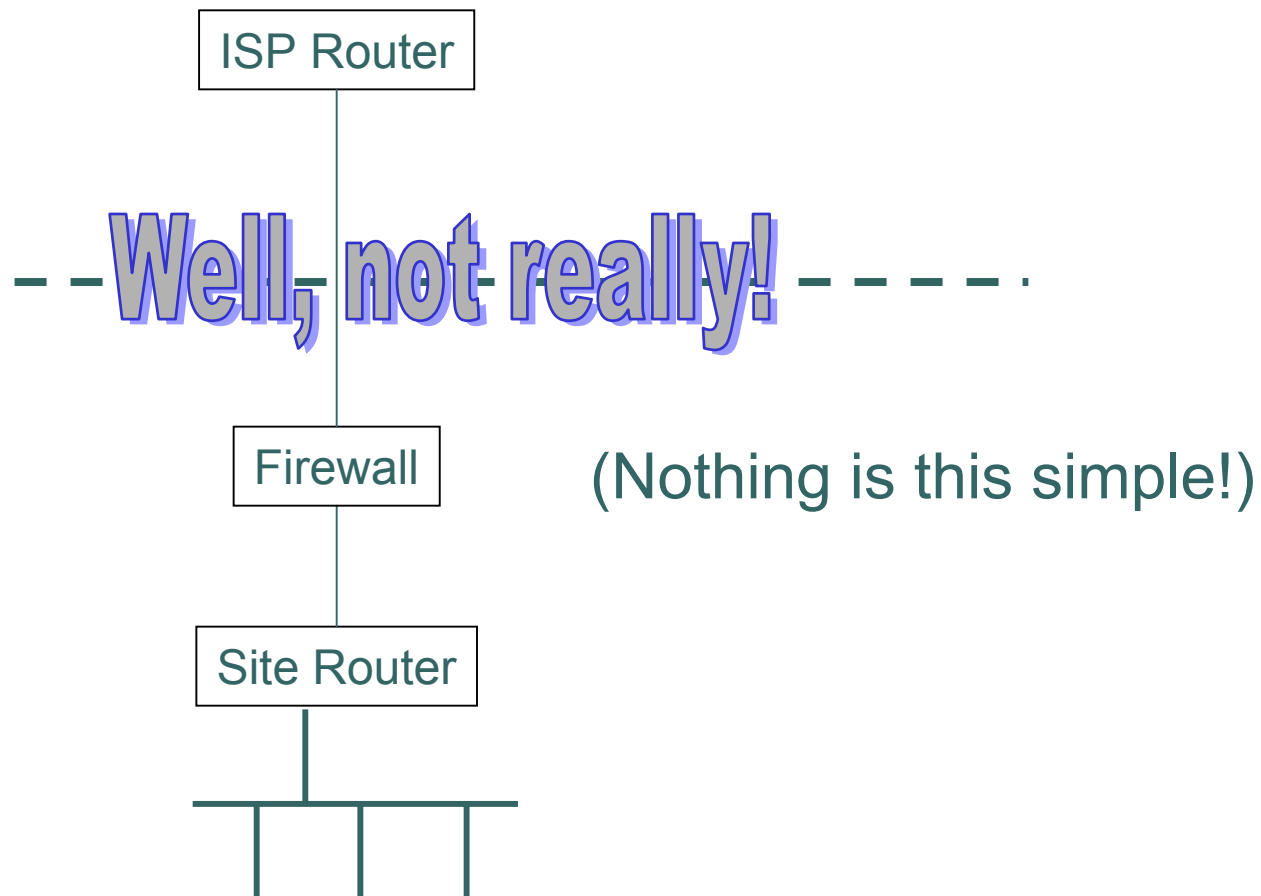 ISP Router
Well, not really!
Firewall
(Nothing is this simple!)
Site Router